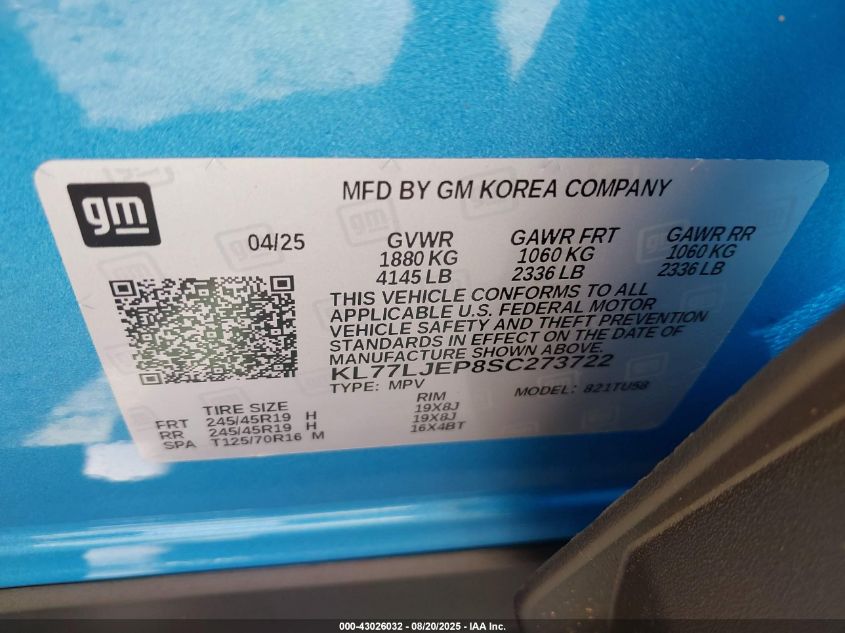 gm
MFD BY GM KOREA COMPANY
04/25
GVWR GAWR FRT GAWR RR
1880 KG 1060 KG 1060 KG
4145 LB 2336 LB 2336 LB
THIS VEHICLE CONFORMS TO ALL
APPLICABLE U.S. FEDERAL MOTOR
VEHICLE SAFETY AND THEFT PREVENTION
STANDARDS IN EFFECT ON THE DATE OF
MANUFACTURE SHOWN ABOVE.
KL77LJEP8SC273722
TYPE: MPV MODEL: 821TU58
TIRE SIZE RIM
FRT 245/45R19 H 19X8J
RR 245/45R19 H 19X8J
SPA T125/70R16 M 16X4BT
000-43026032 - 08/20/2025 - IAA Inc.